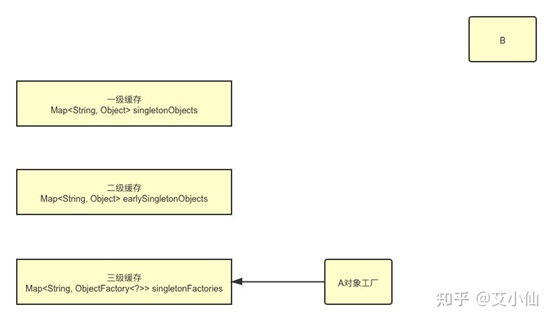 B
一级缓存
Map<String, Object> singletonObjects
二级缓存
Map<String, Object> earlySingletonObjects
三级缓存
Map<String, ObjectFactory<?>> singletonFactories
A对象工厂
知乎 @艾小仙